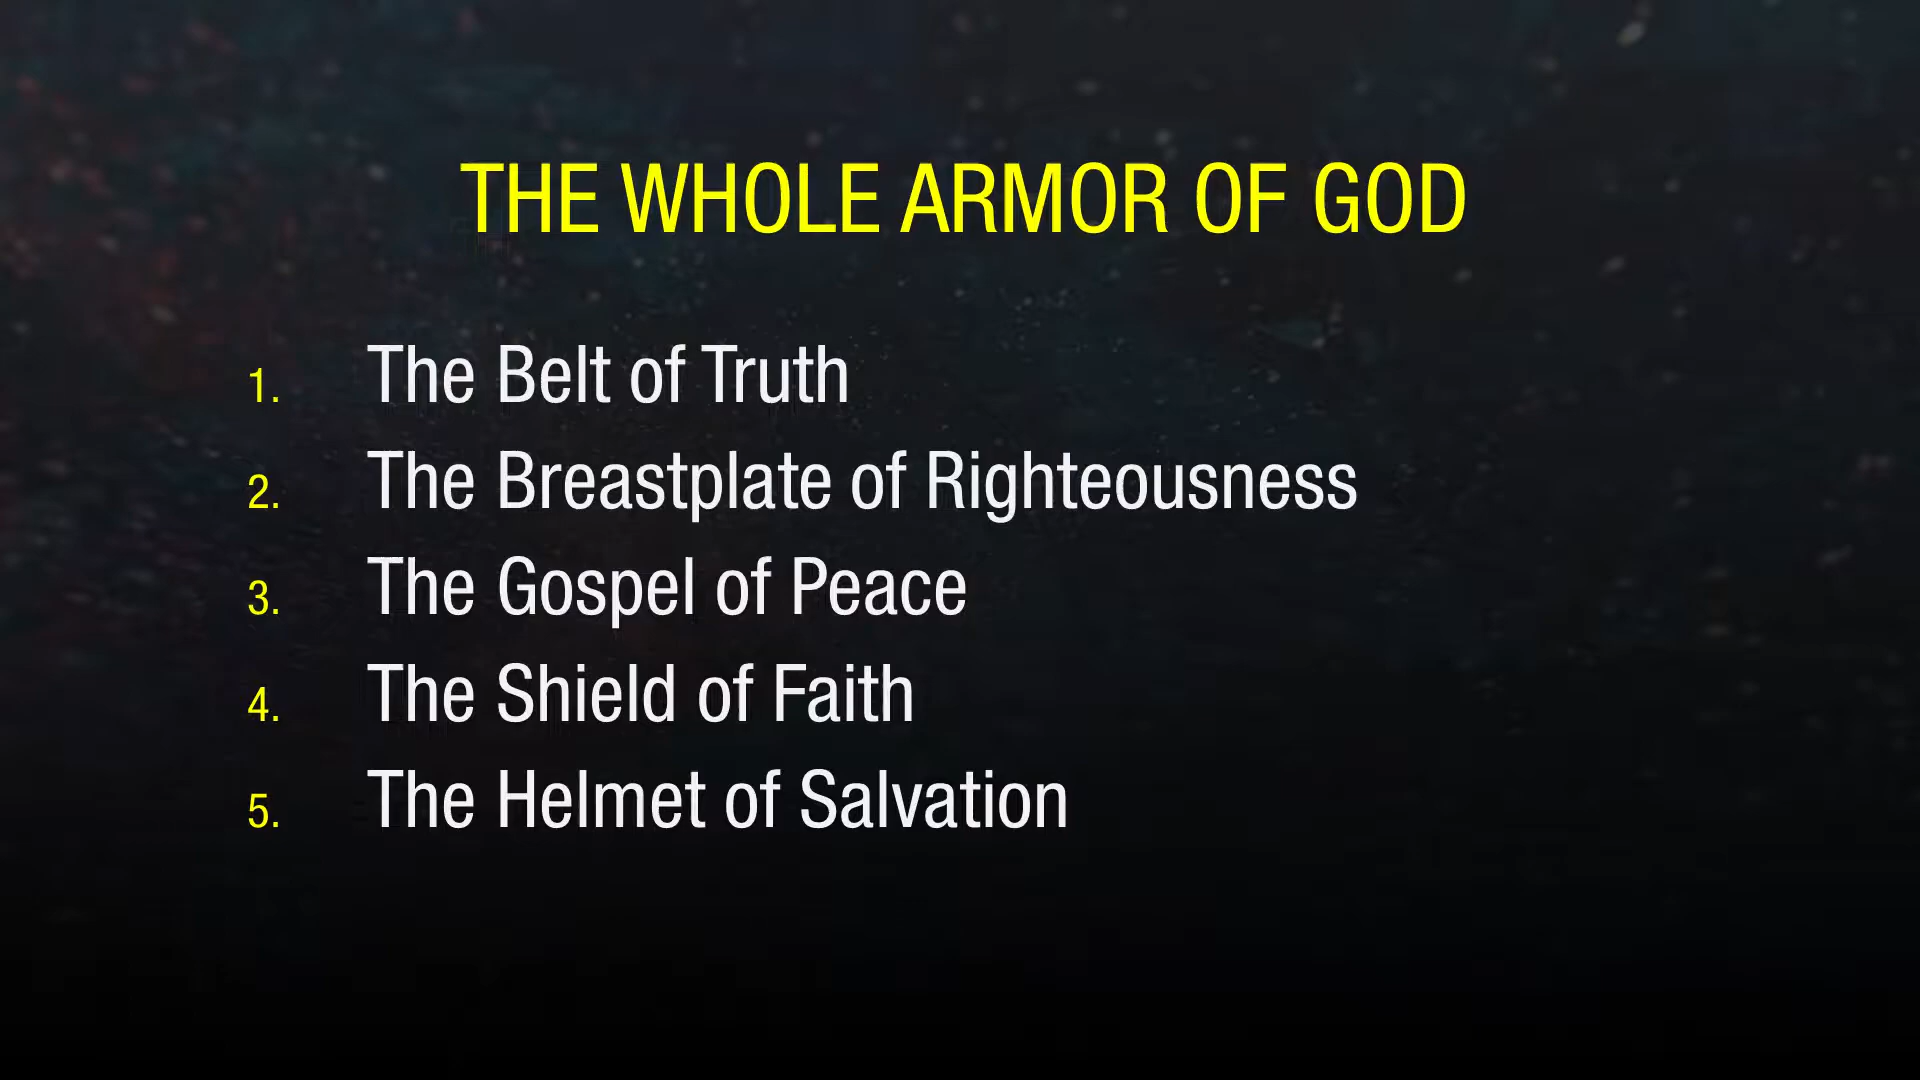 THE WHOLE ARMOR OF GOD
1. The Belt of Truth
2. The Breastplate of Righteousness
3. The Gospel of Peace
4. The Shield of Faith
5. The Helmet of Salvation